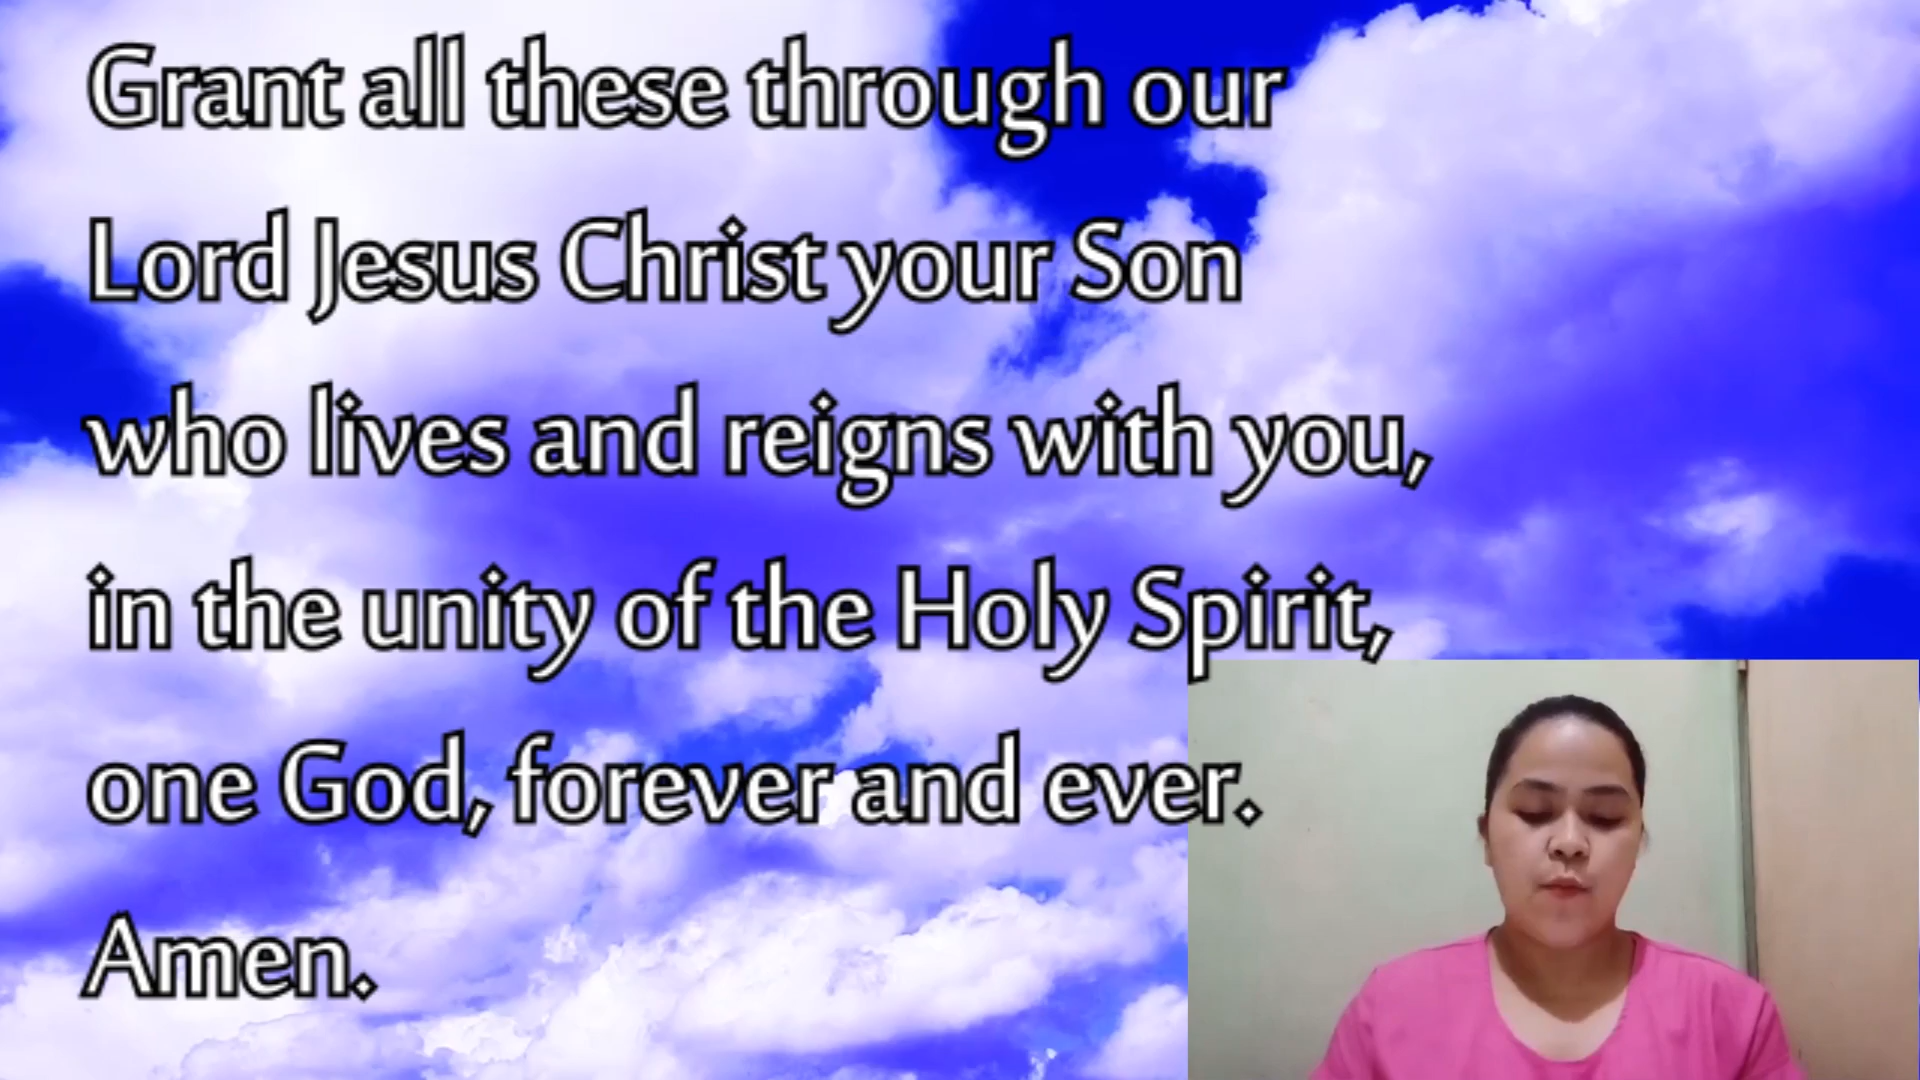 Grant all these through our
Lord Jesus Christ your Son
who lives and reigns with you,
in the unity of the Holy Spirit,
one God, forever and ever.
Amen.